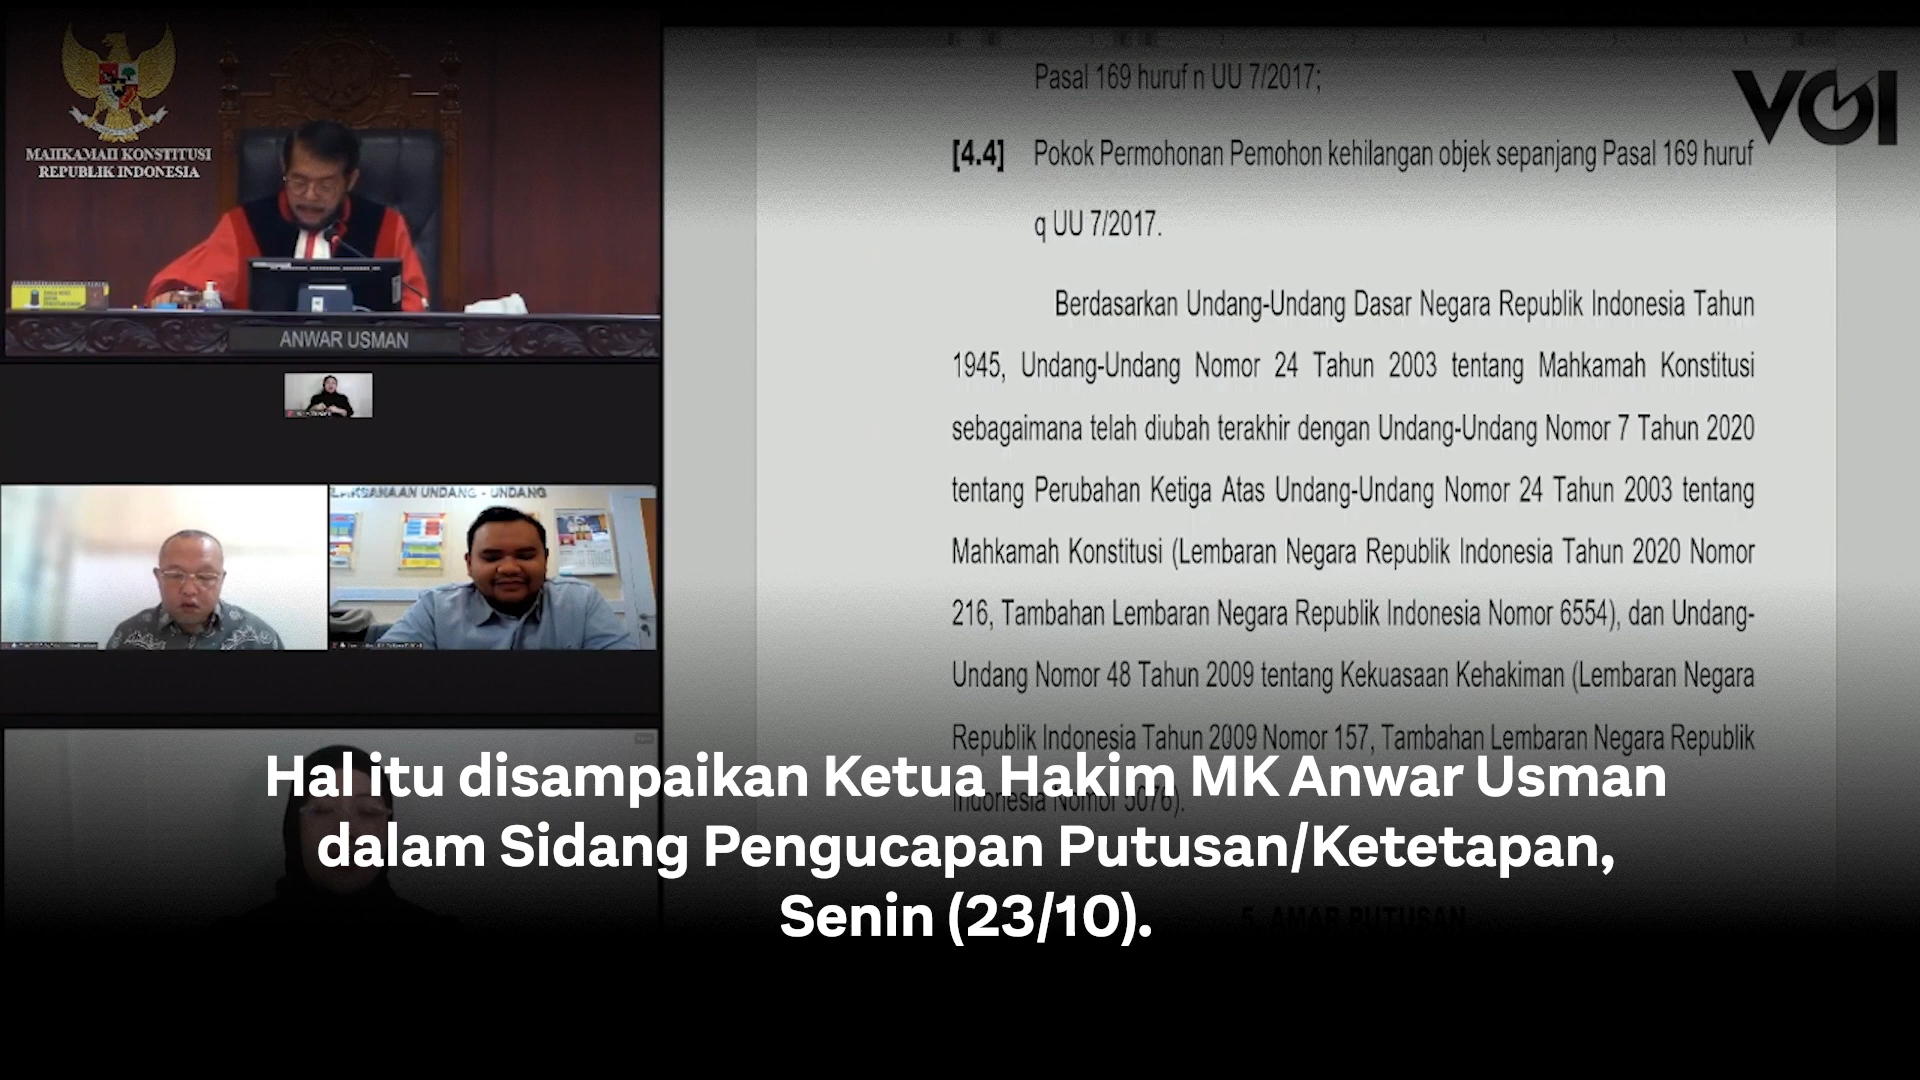 MAHKAMAH KONSTITUSI
REPUBLIK INDONESIA
ANWAR USMAN
LAKSANAAN UNDANG - UNDANG
VOI
Pasal 169 huruf n UU 7/2017;
[4.4] Pokok Permohonan Pemohon kehilangan objek sepanjang Pasal 169 huruf
q UU 7/2017.
Berdasarkan Undang-Undang Dasar Negara Republik Indonesia Tahun
1945, Undang-Undang Nomor 24 Tahun 2003 tentang Mahkamah Konstitusi
sebagaimana telah diubah terakhir dengan Undang-Undang Nomor 7 Tahun 2020
tentang Perubahan Ketiga Atas Undang-Undang Nomor 24 Tahun 2003 tentang
Mahkamah Konstitusi (Lembaran Negara Republik Indonesia Tahun 2020 Nomor
216, Tambahan Lembaran Negara Republik Indonesia Nomor 6554), dan Undang-
Undang Nomor 48 Tahun 2009 tentang Kekuasaan Kehakiman (Lembaran Negara
Republik Indonesia Tahun 2009 Nomor 157, Tambahan Lembaran Negara Republik
Indonesia Nomor 5076).
5. AMAR PUTUSAN
Hal itu disampaikan Ketua Hakim MK Anwar Usman
dalam Sidang Pengucapan Putusan/Ketetapan,
Senin (23/10).